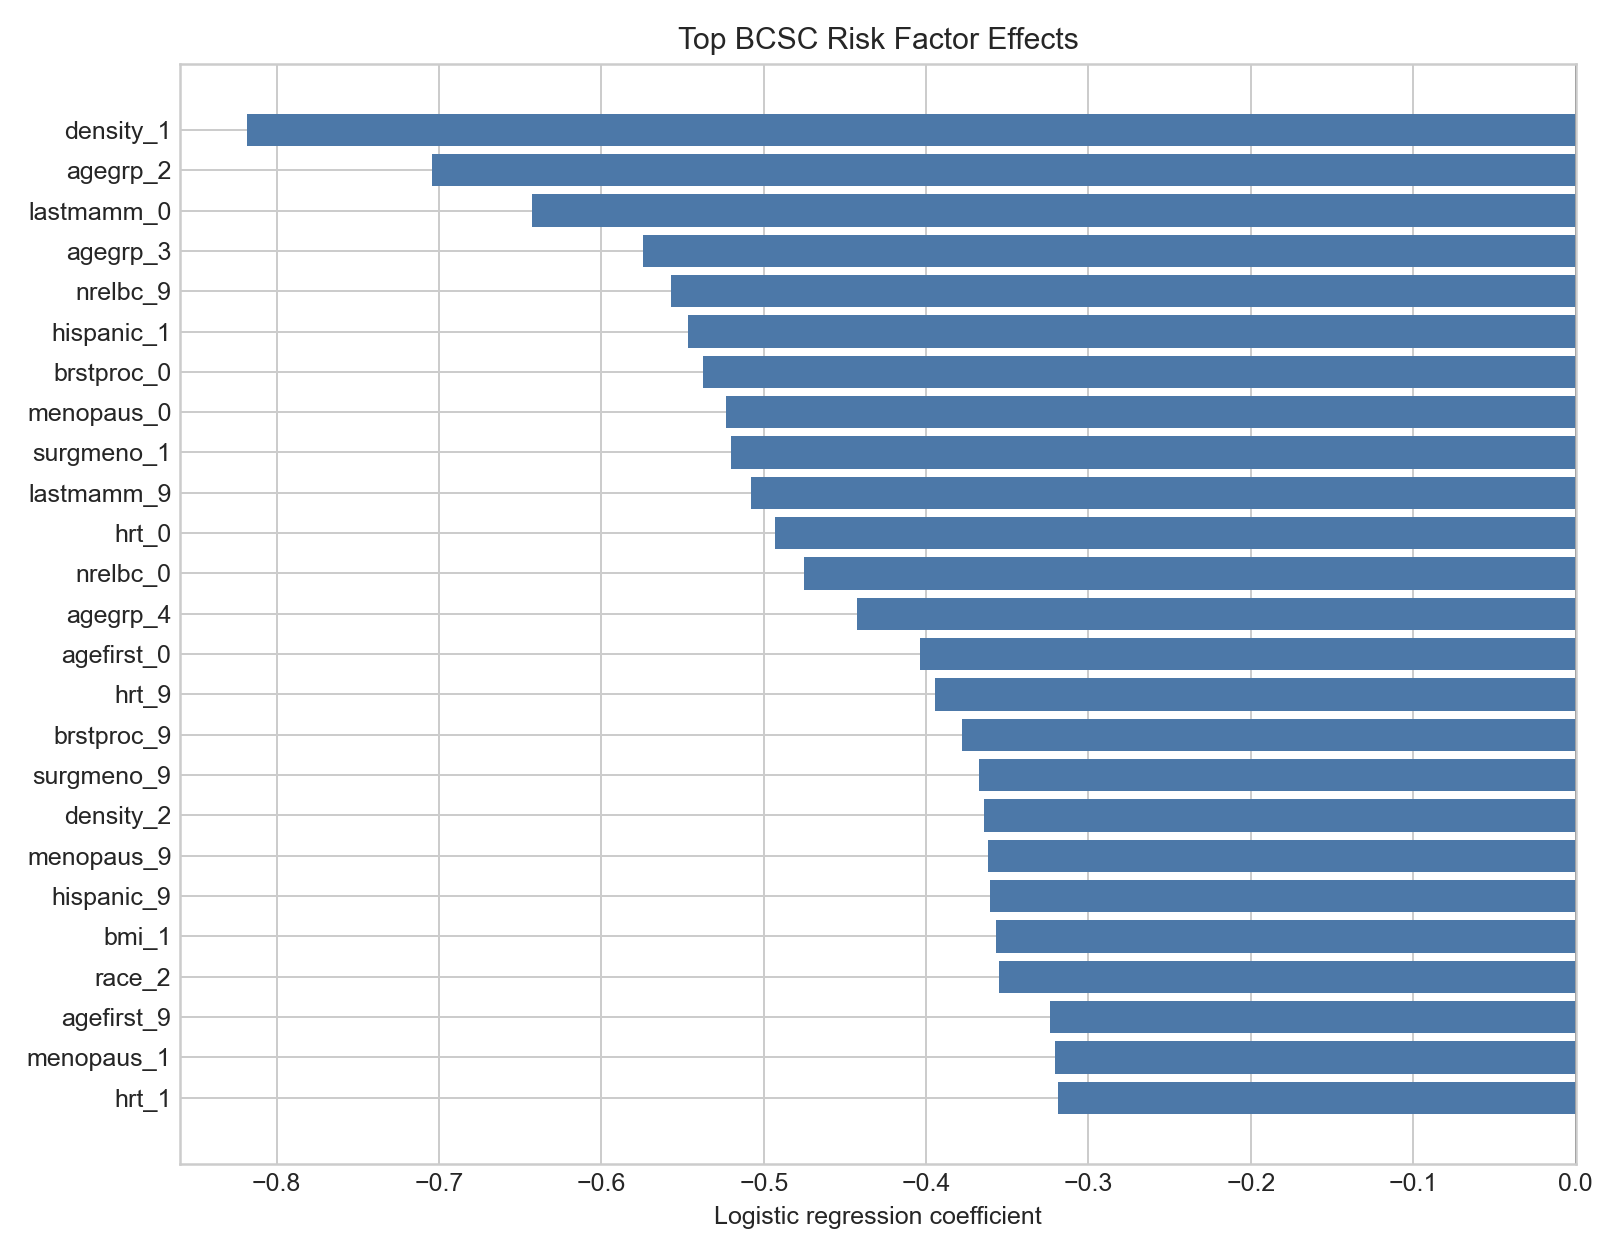 Top BCSC Risk Factor Effects
density_1
agegrp_2
lastmamm_0
agegrp_3
nrelbc_9
hispanic_1
brstproc_0
menopaus_0
surgmeno_1
lastmamm_9
hrt_0
nrelbc_0
agegrp_4
agefirst_0
hrt_9
brstproc_9
surgmeno_9
density_2
menopaus_9
hispanic_9
bmi_1
race_2
agefirst_9
menopaus_1
hrt_1
−0.8 −0.7 −0.6 −0.5 −0.4 −0.3 −0.2 −0.1 0.0
Logistic regression coefficient